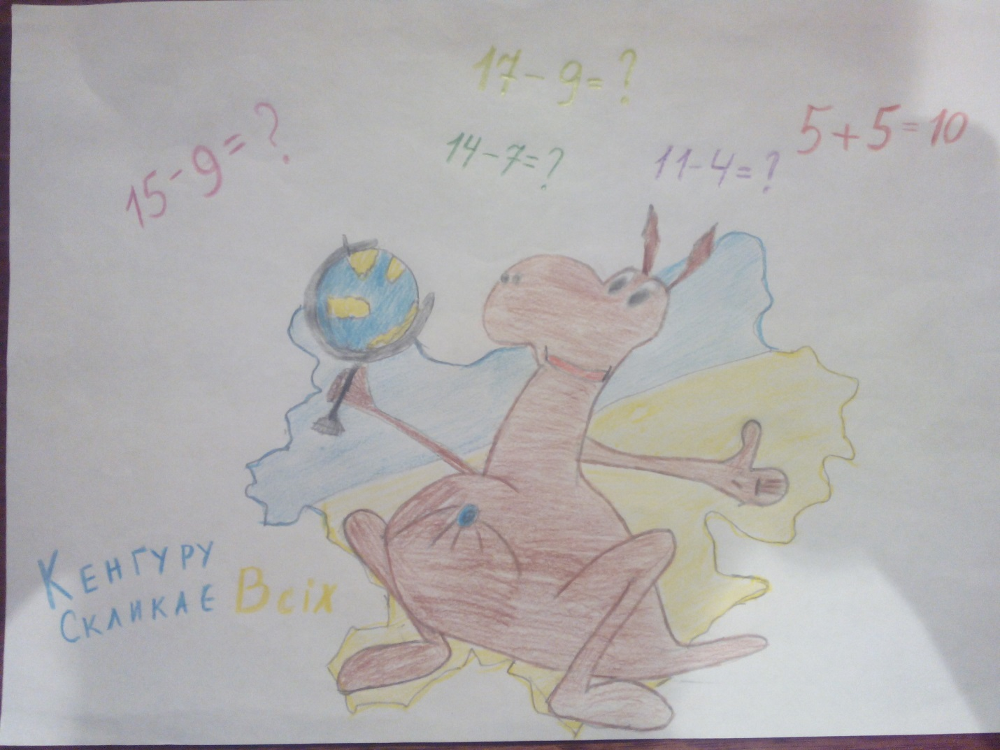 17-9=?
15-9=?
14-7=?
11-4=?
5+5=10
Кенгуру
Скликає Всіх